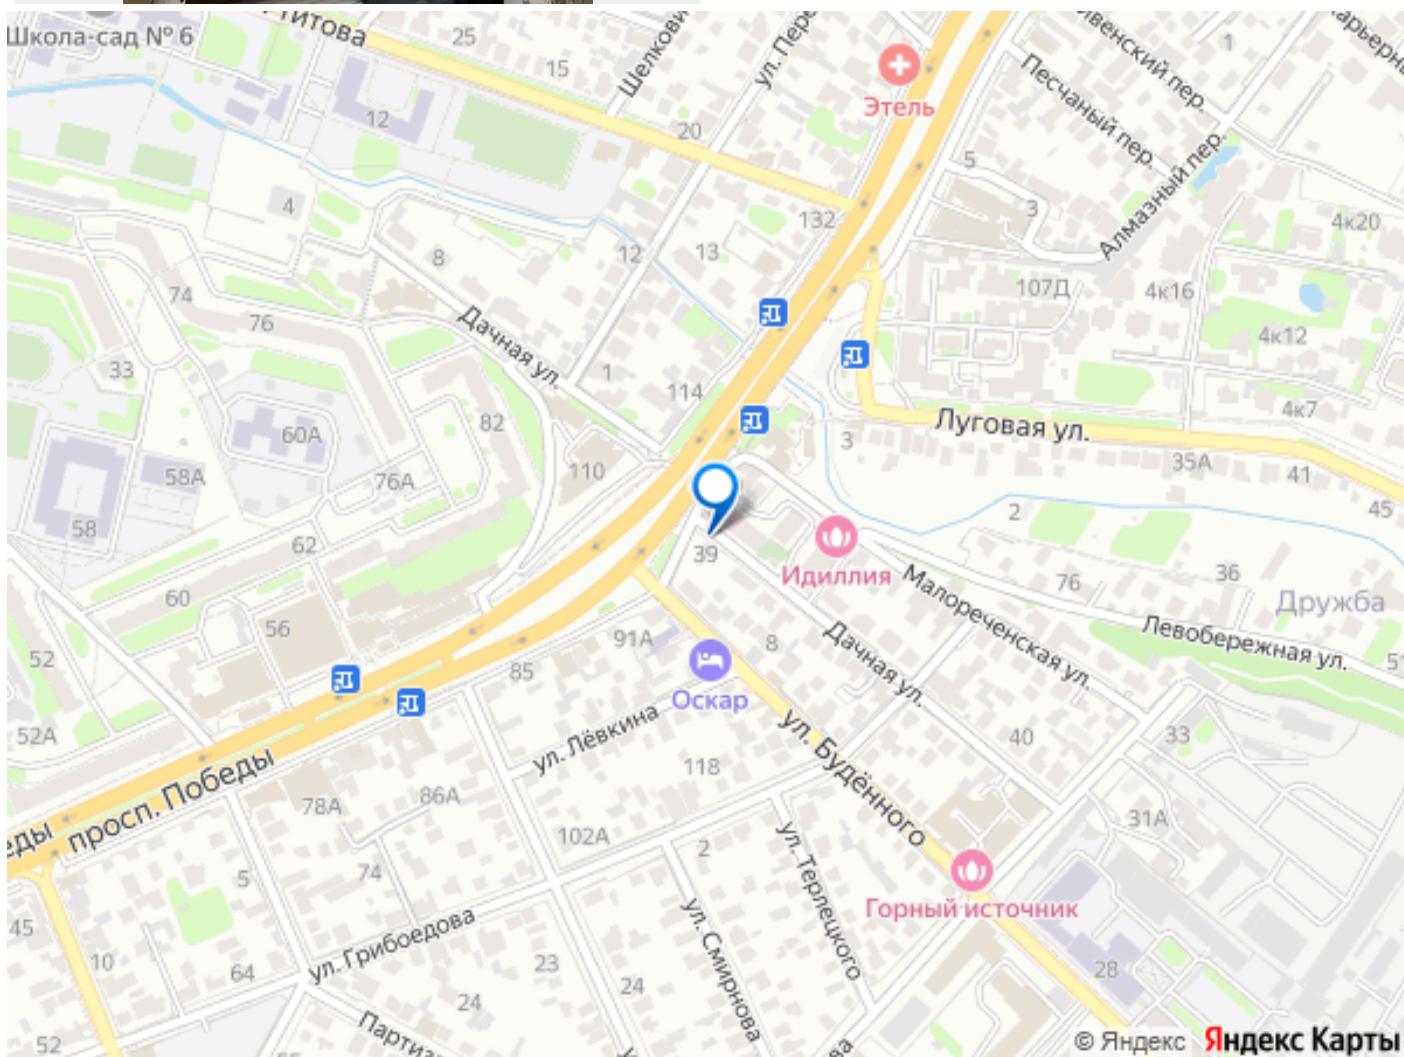 Школа-сад № 6
Титова
25
15
Шелкови
ул. Пере
Этель
1
Песчаный пер.
Алмазный пер.
12
20
5
3
132
4к20
4
8
12
13
107Д
4к16
4к12
74
76
Дачная ул.
33
1
114
82
60А
58А
76А
110
3
Луговая ул.
4к7
35А
41
45
58
62
60
39
Идиллия
2
76
36
Дружба
Малореченская ул.
Левобережная ул.
56
52
91А
85
8
Дачная ул.
Оскар
52А
ул. Лёвкина
ул. Будённого
40
33
просп. Победы
118
78А
86А
102А
2
31А
74
5
ул. Терлецкого
Горный источник
45
10
64
ул. Грибоедова
23
24
24
ул. Смирнова
28
52
© Яндекс Яндекс Карты